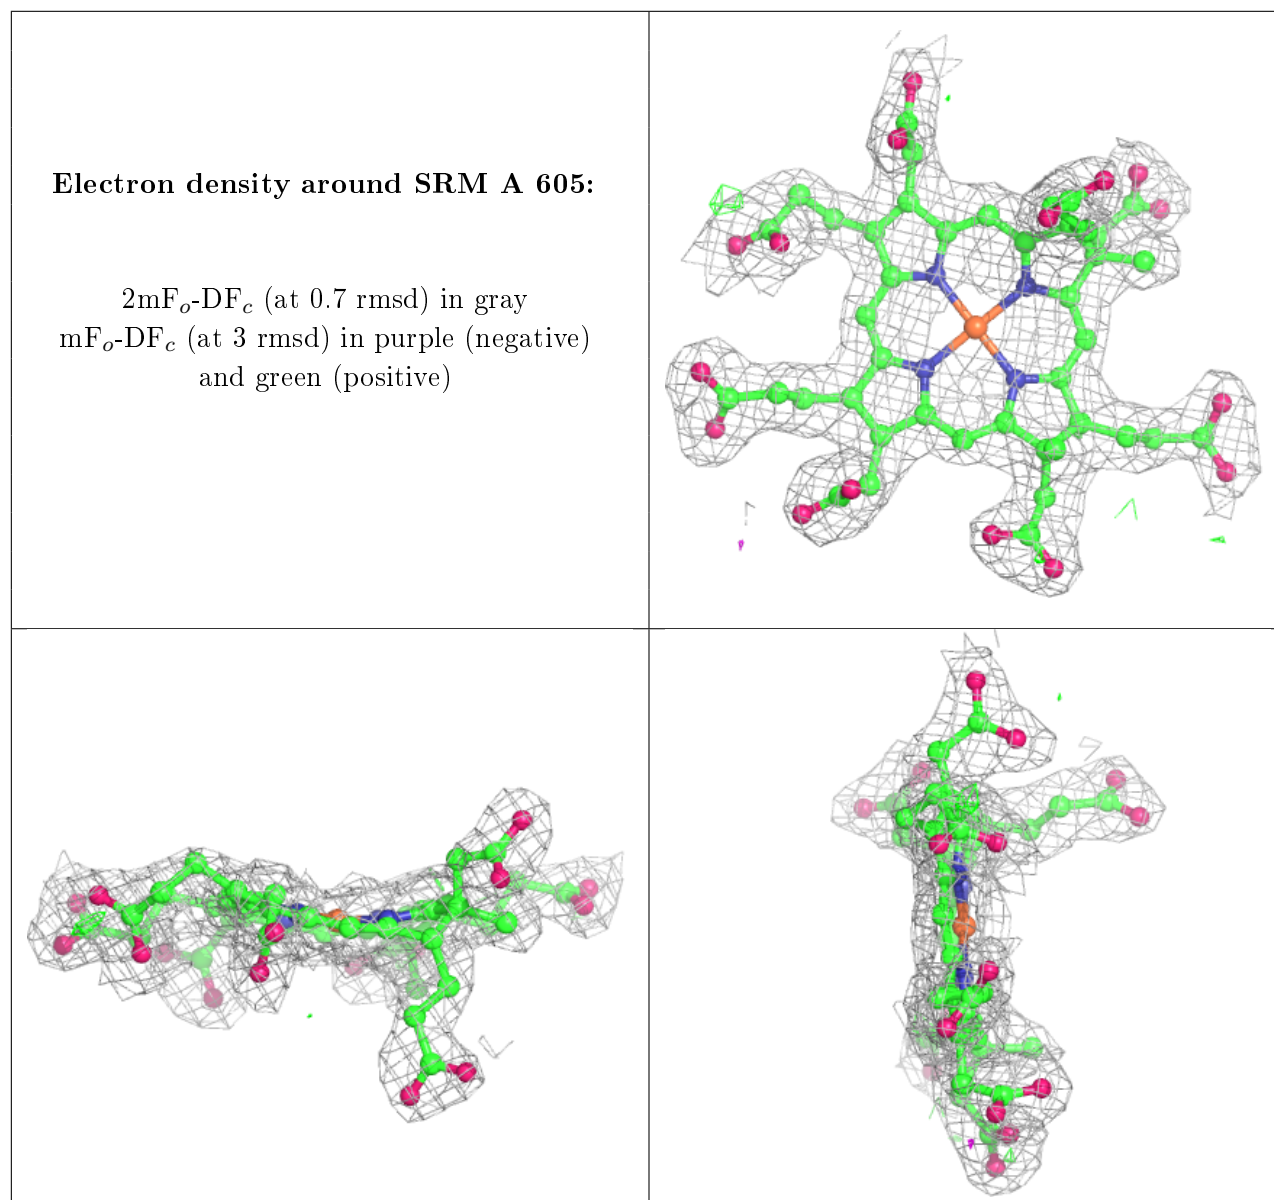 Electron density around SRM A 605:
2mFo-DFc (at 0.7 rmsd) in gray
mFo-DFc (at 3 rmsd) in purple (negative)
and green (positive)